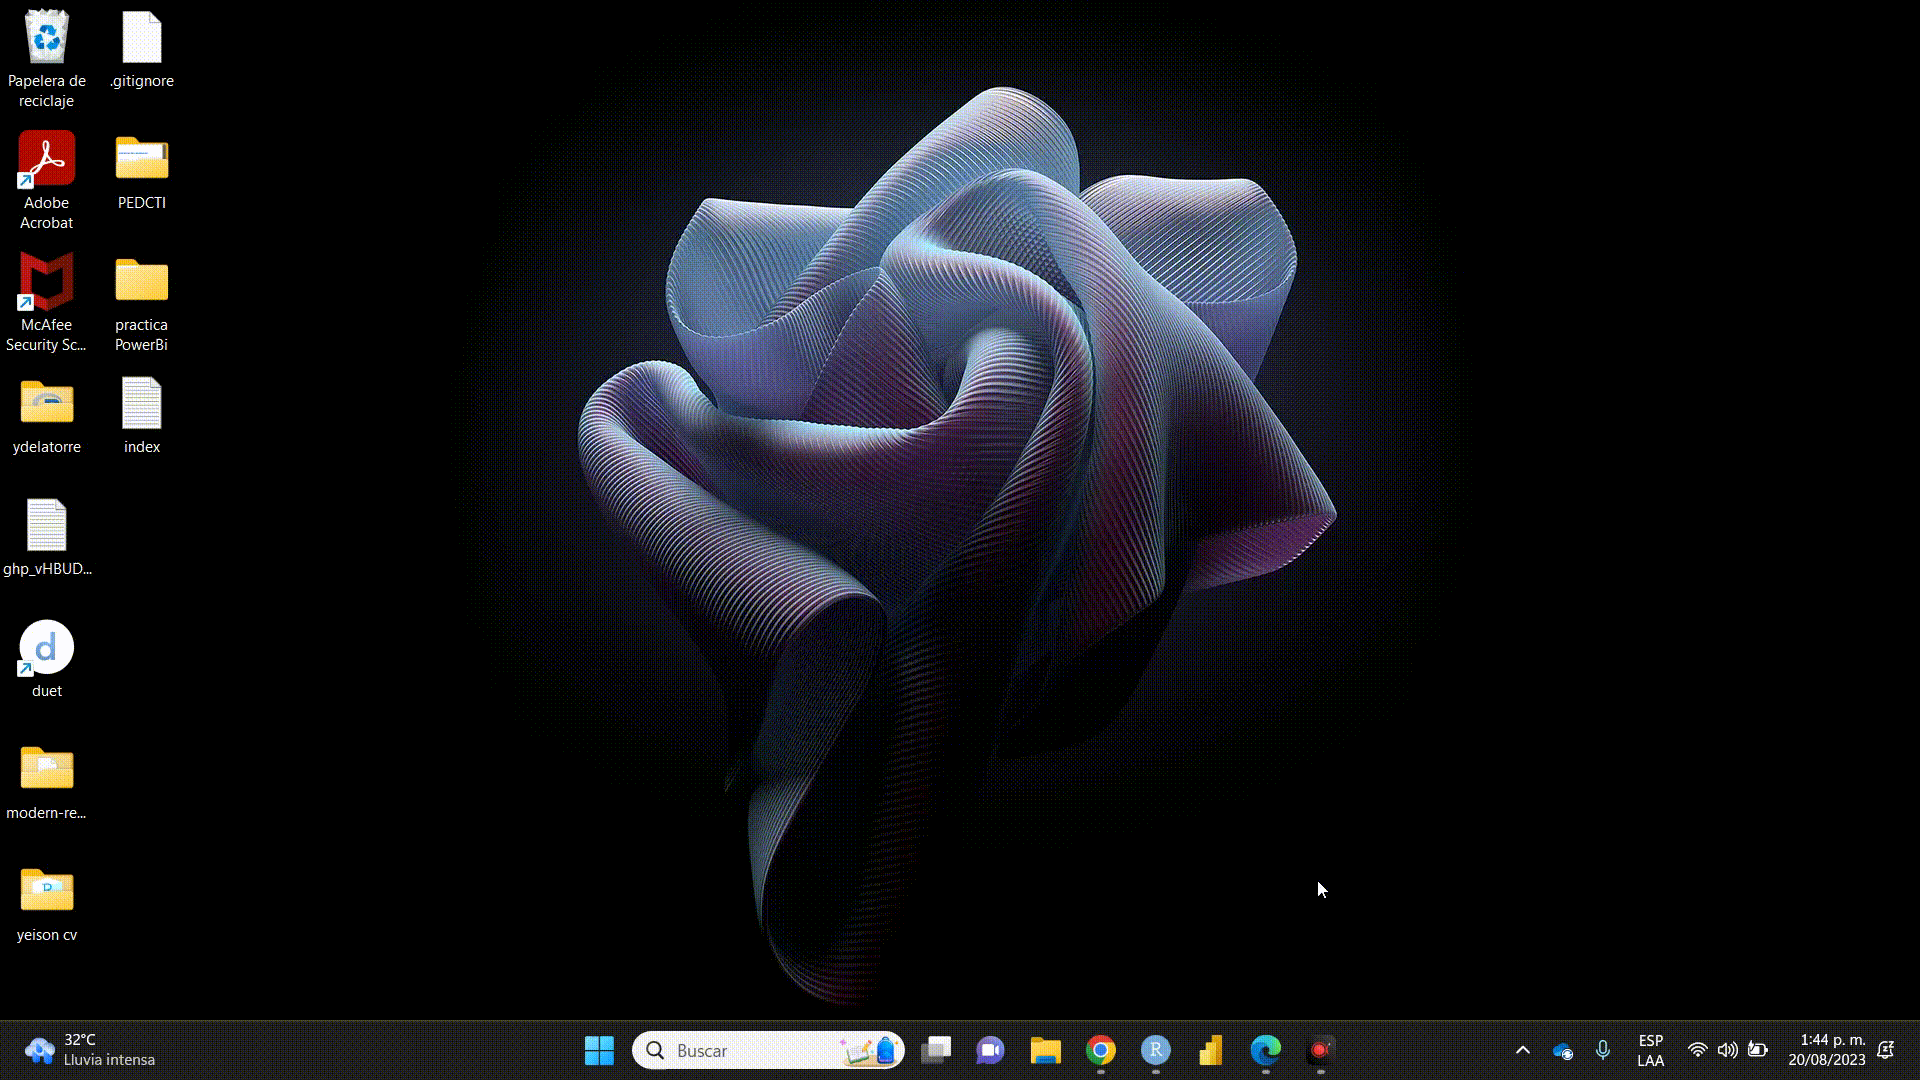 Papelera de
reciclaje
.gitignore
Adobe
Acrobat
PEDCTI
McAfee
Security Sc...
practica
PowerBi
ydelatorre
index
ghp_vHBUD...
d
duet
modern-re...
yeison cv
32°C
Lluvia intensa
Buscar
R
ESP
LAA
1:44 p. m.
20/08/2023